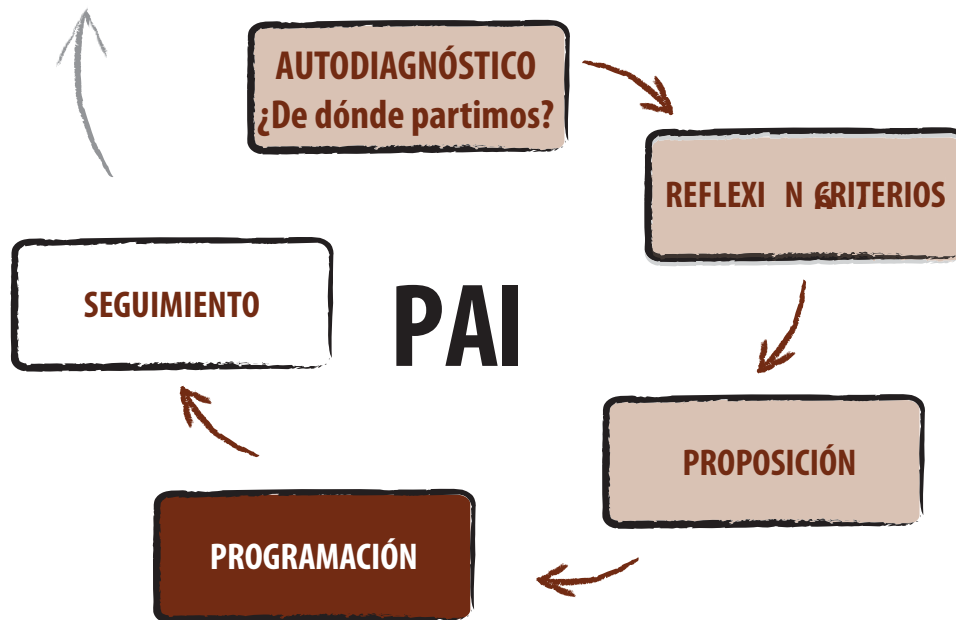 AUTODIAGNÓSTICO
¿De dónde partimos?
REFLEXI N CRITERIOS
SEGUIMIENTO
PAI
PROPOSICIÓN
PROGRAMACIÓN